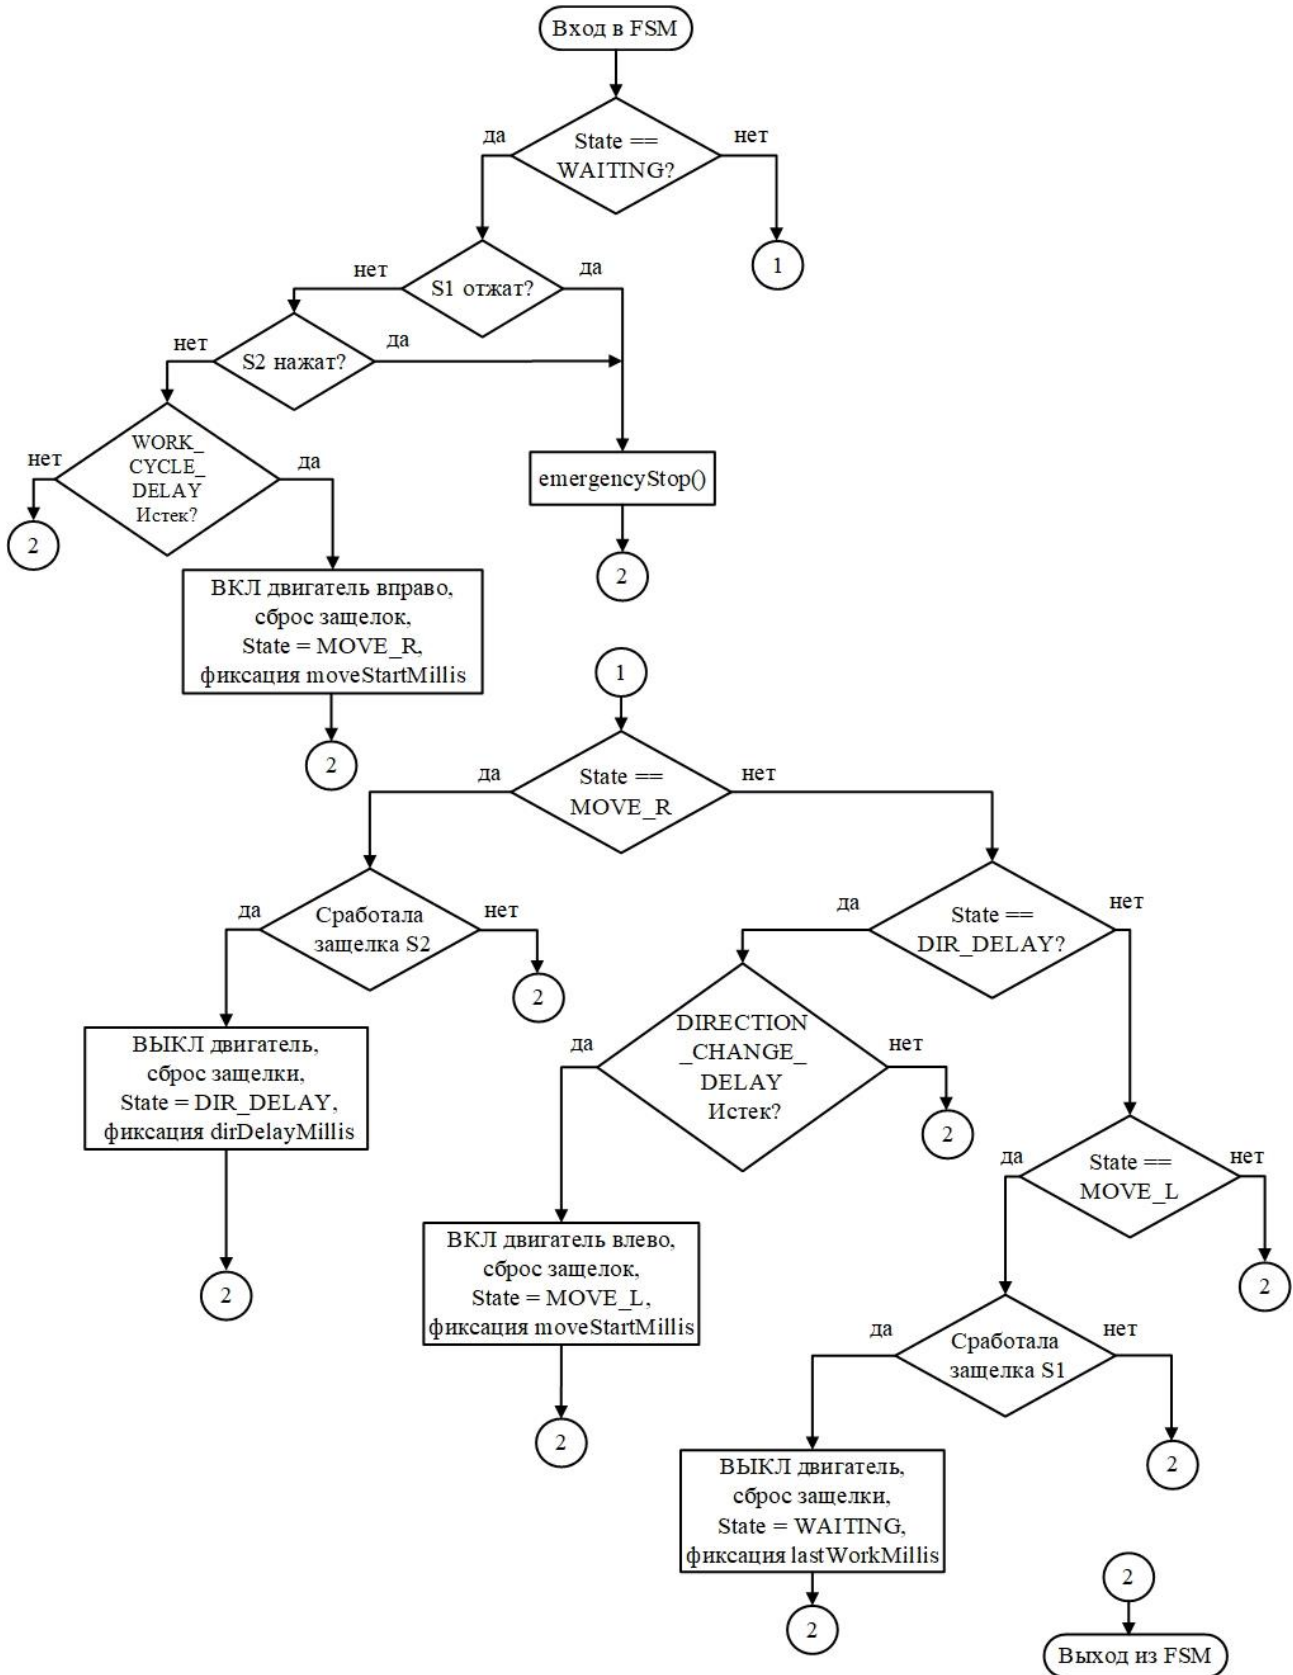 Вход в FSM
да
State ==
WAITING?
нет
1
нет
S1 отжат?
да
нет
S2 нажат?
да
нет
WORK_
CYCLE_
DELAY
Истек?
да
2
emergencyStop()
2
ВКЛ двигатель вправо,
сброс защелок,
State = MOVE_R,
фиксация moveStartMillis
2
1
да
State ==
MOVE_R
нет
да
Сработала
защелка S2
нет
2
ВЫКЛ двигатель,
сброс защелки,
State = DIR_DELAY,
фиксация dirDelayMillis
2
да
State ==
DIR_DELAY?
нет
да
DIRECTION
_CHANGE_
DELAY
Истек?
нет
2
ВКЛ двигатель влево,
сброс защелок,
State = MOVE_L,
фиксация moveStartMillis
2
да
State ==
MOVE_L
нет
2
да
Сработала
защелка S1
нет
2
ВЫКЛ двигатель,
сброс защелки,
State = WAITING,
фиксация lastWorkMillis
2
2
Выход из FSM